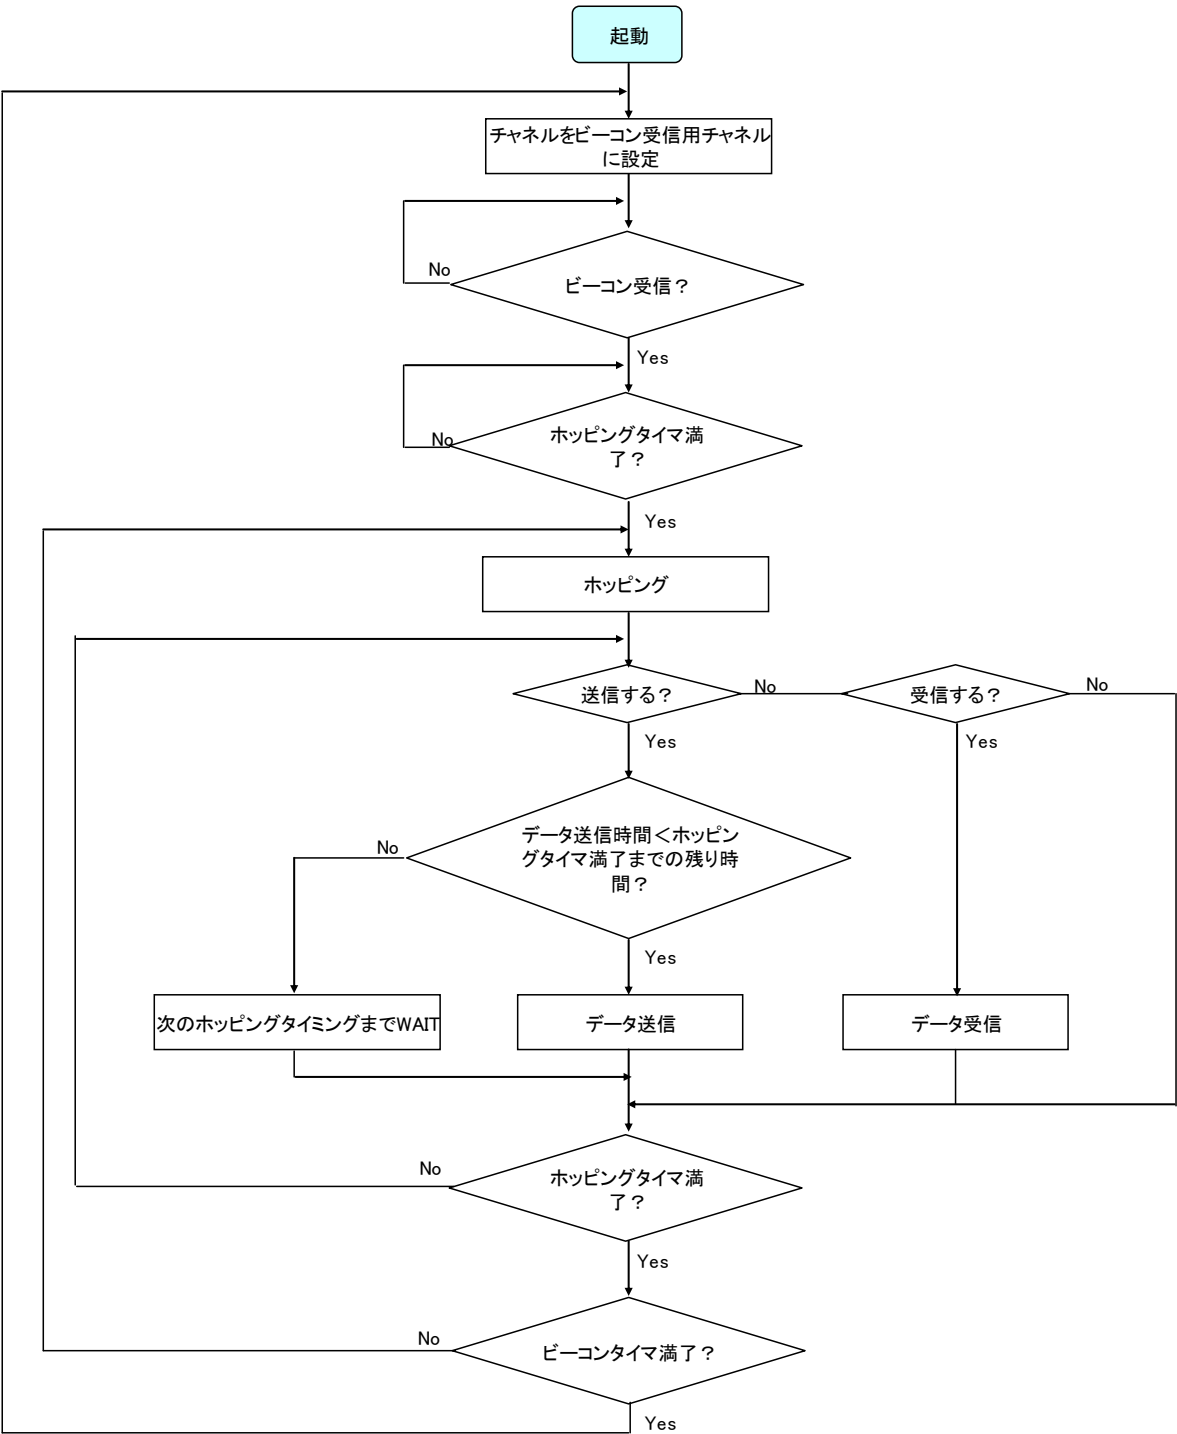 起動
チャネルをビーコン受信用チャネル
に設定
No
ビーコン受信？
Yes
No
ホッピングタイマ満
了？
Yes
ホッピング
送信する？
No
受信する？
No
Yes
Yes
No
データ送信時間＜ホッピン
グタイマ満了までの残り時
間？
Yes
次のホッピングタイミングまでWAIT
データ送信
データ受信
No
ホッピングタイマ満
了？
Yes
No
ビーコンタイマ満了？
Yes